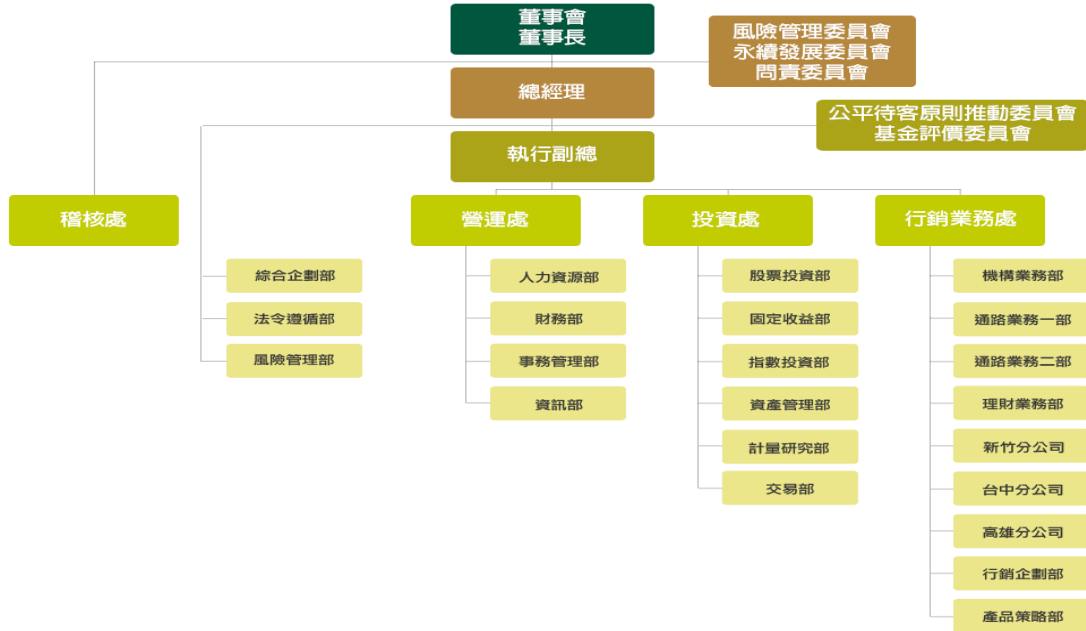 董事會
董事長
風險管理委員會
永續發展委員會
問責委員會
總經理
公平待客原則推動委員會
基金評價委員會
執行副總
稽核處
營運處
投資處
行銷業務處
綜合企劃部
法令遵循部
風險管理部
人力資源部
財務部
事務管理部
資訊部
股票投資部
固定收益部
指數投資部
資產管理部
計量研究部
交易部
機構業務部
通路業務一部
通路業務二部
理財業務部
新竹分公司
台中分公司
高雄分公司
行銷企劃部
產品策略部